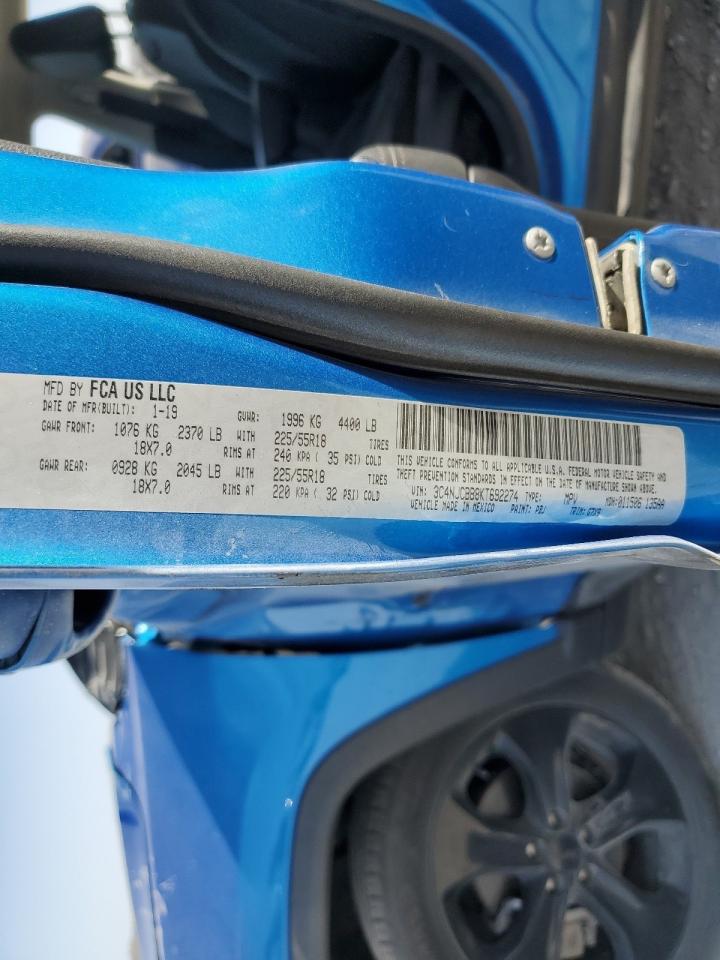 MFD BY FCA US LLC
DATE OF MFR(BUILT): 1-19 GVWR: 1996 KG 4400 LB
GAWR FRONT: 1076 KG 2370 LB WITH 225/55R18 TIRES
18X7.0 RIMS AT 240 KPA ( 35 PSI) COLD
GAWR REAR: 0928 KG 2045 LB WITH 225/55R18 TIRES
18X7.0 RIMS AT 220 KPA ( 32 PSI) COLD
THIS VEHICLE CONFORMS TO ALL APPLICABLE U.S.A. FEDERAL MOTOR VEHICLE SAFETY AND
THEFT PREVENTION STANDARDS IN EFFECT ON THE DATE OF MANUFACTURE SHOWN ABOVE.
VIN: 3C4NJCBB8KT692274 TYPE: MPV MDH:011506 135AA
VEHICLE MADE IN MEXICO PAINT: PBJ TRIM: